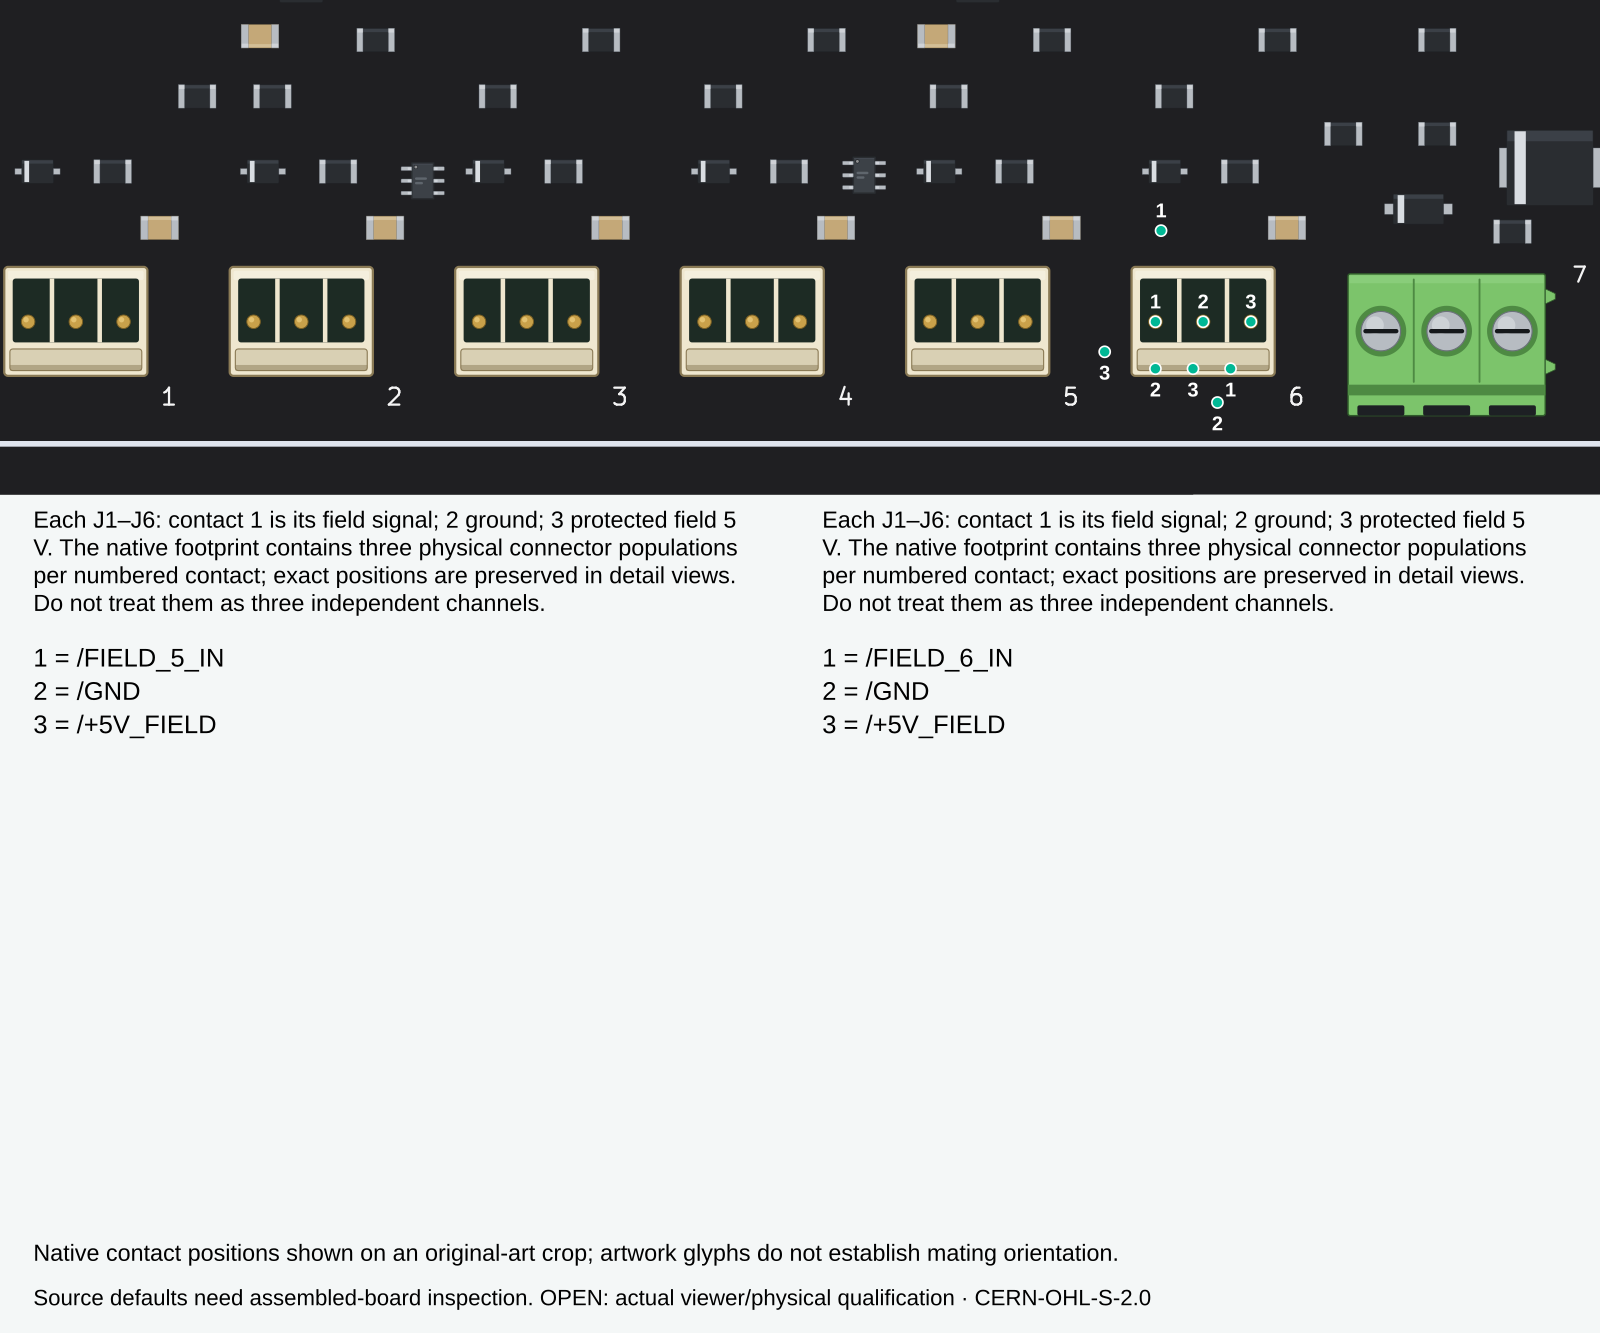 1
7
1 2 3
3
2 3 1
1 2 3 4 5 6
2
Each J1–J6: contact 1 is its field signal; 2 ground; 3 protected field 5
V. The native footprint contains three physical connector populations
per numbered contact; exact positions are preserved in detail views.
Do not treat them as three independent channels.
1 = /FIELD_5_IN
2 = /GND
3 = /+5V_FIELD
Each J1–J6: contact 1 is its field signal; 2 ground; 3 protected field 5
V. The native footprint contains three physical connector populations
per numbered contact; exact positions are preserved in detail views.
Do not treat them as three independent channels.
1 = /FIELD_6_IN
2 = /GND
3 = /+5V_FIELD
Native contact positions shown on an original-art crop; artwork glyphs do not establish mating orientation.
Source defaults need assembled-board inspection. OPEN: actual viewer/physical qualification · CERN-OHL-S-2.0